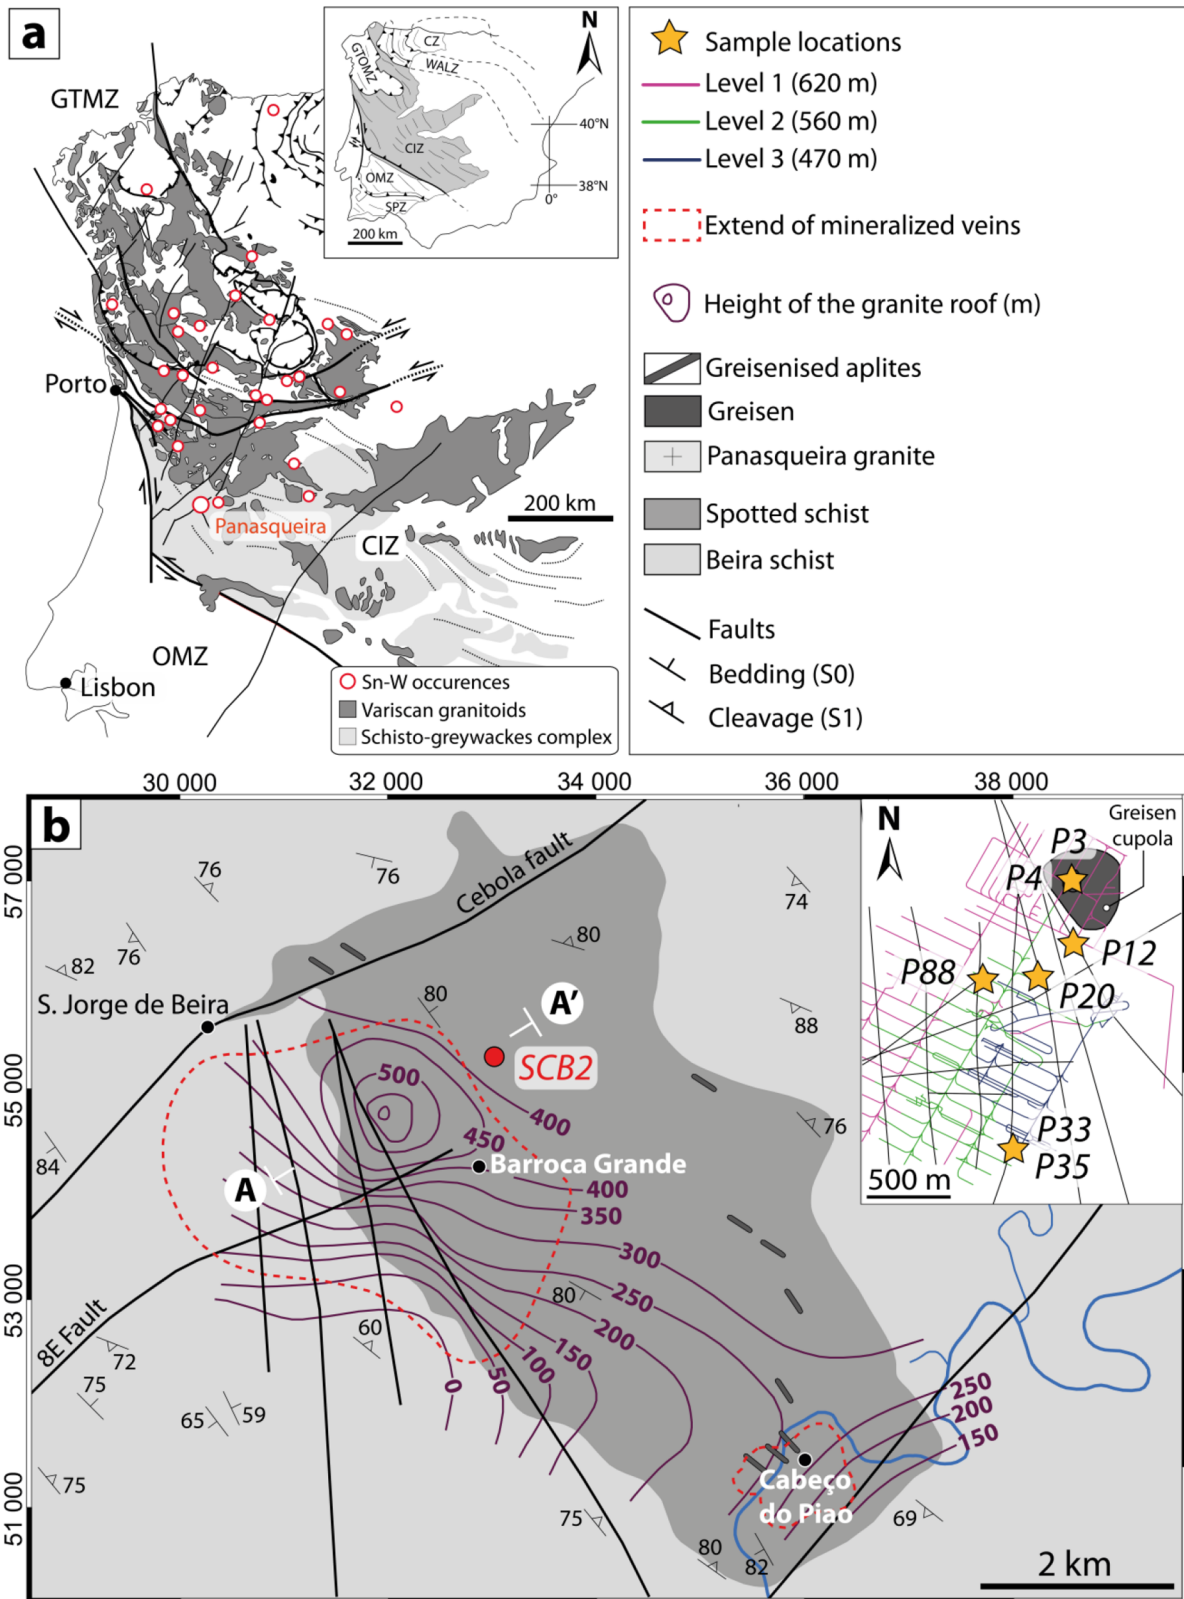 a
GTMZ
Porto
Panasqueira
CIZ
200 km
OMZ
Lisbon
Sn-W occurences
Variscan granitoids
Schisto-greywackes complex
N
CZ
WALZ
GTOMZ
CIZ
OMZ
SPZ
40°N
38°N
0°
200 km
Sample locations
Level 1 (620 m)
Level 2 (560 m)
Level 3 (470 m)
Extend of mineralized veins
Height of the granite roof (m)
Greisenised aplites
Greisen
Panasqueira granite
Spotted schist
Beira schist
Faults
Bedding (S0)
Cleavage (S1)
30 000
32 000
34 000
36 000
38 000
57 000
55 000
53 000
51 000
b
76
76
Cebola fault
74
76
82
80
S. Jorge de Beira
80
A'
88
SCB2
500
400
450
76
84
Barroca Grande
A
400
350
300
80
250
8E Fault
60
200
72
150
100
50
0
75
65
59
250
200
150
75
Cabeço
do Piao
75
69
80
82
2 km
N
Greisen
cupola
P3
P4
P12
P88
P20
P33
P35
500 m